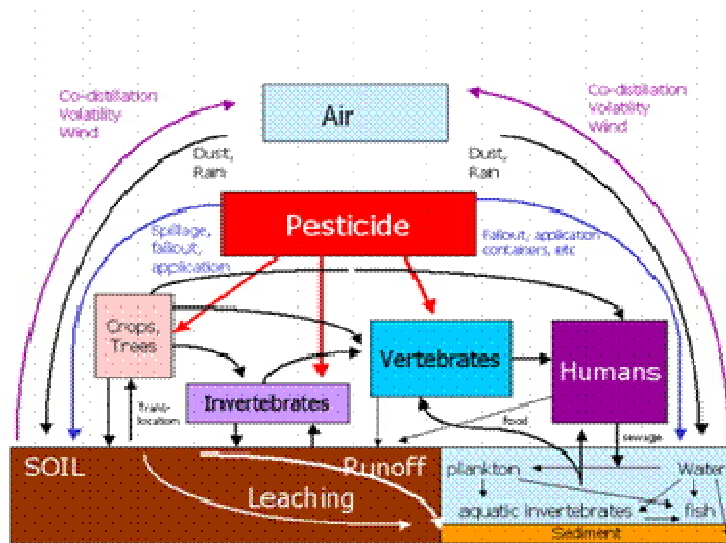 Co-distillation
Volatility
Wind
Air
Co-distillation
Volatility
Wind
Dust,
Rain
Dust,
Rain
Pesticide
Spillage,
fallout,
application
Fallout, application
containers, etc
Crops,
Trees
Vertebrates
Humans
Invertebrates
Trans-
location
food
sewage
SOIL
Runoff
Leaching
plankton
Water
aquatic invertebrates
fish
Sediment